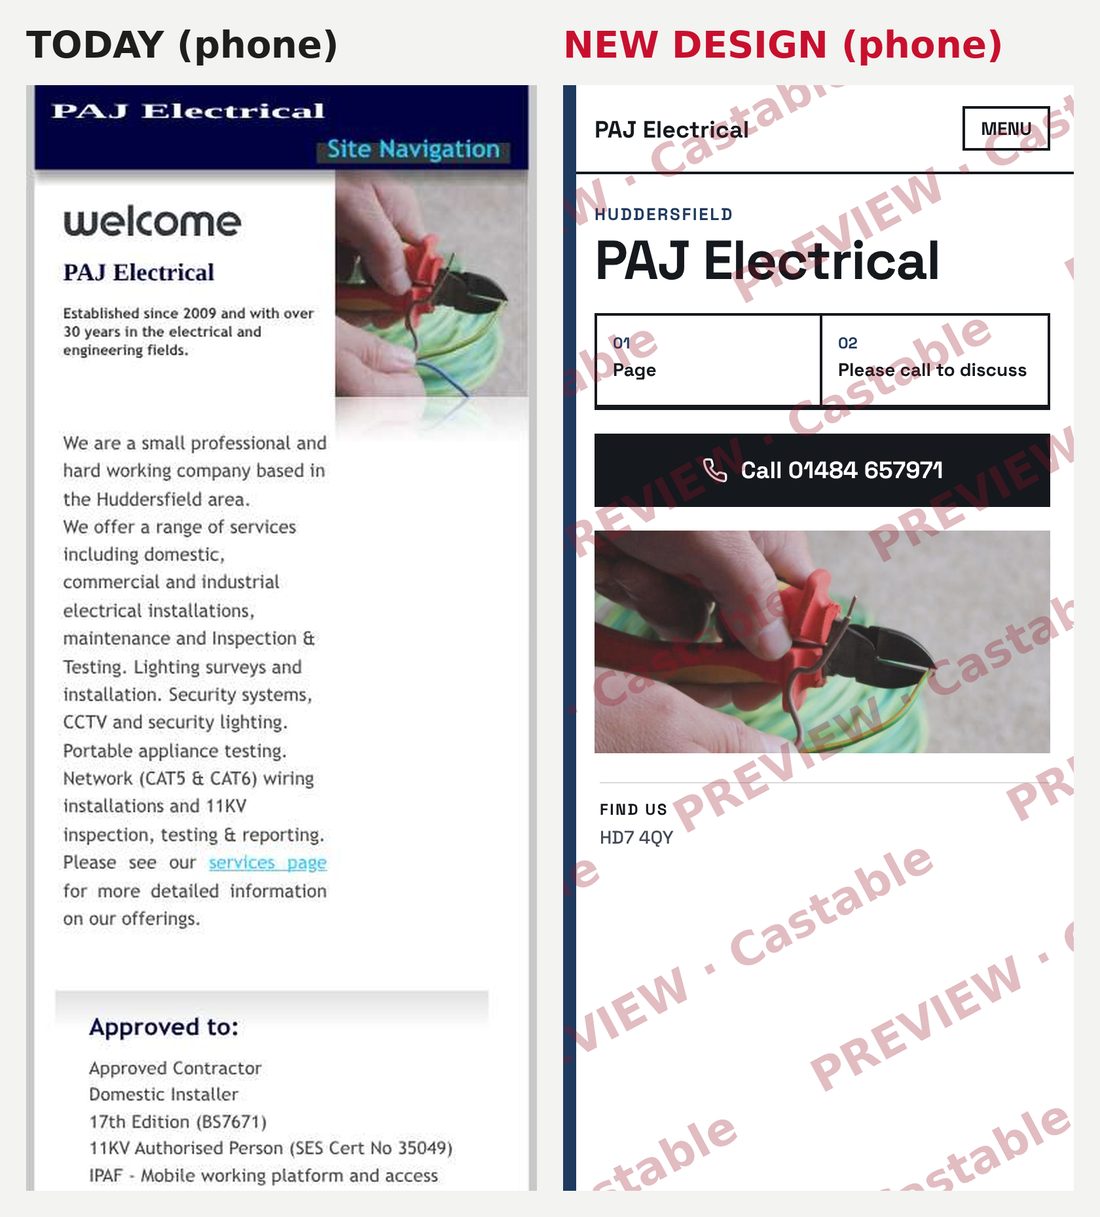 TODAY (phone)
PAJ Electrical
Site Navigation
welcome
PAJ Electrical
Established since 2009 and with over
30 years in the electrical and
engineering fields.
We are a small professional and
hard working company based in
the Huddersfield area.
We offer a range of services
including domestic,
commercial and industrial
electrical installations,
maintenance and Inspection &
Testing. Lighting surveys and
installation. Security systems,
CCTV and security lighting.
Portable appliance testing.
Network (CAT5 & CAT6) wiring
installations and 11KV
inspection, testing & reporting.
Please see our services page
for more detailed information
on our offerings.
Approved to:
Approved Contractor
Domestic Installer
17th Edition (BS7671)
11KV Authorised Person (SES Cert No 35049)
IPAF - Mobile working platform and access
NEW DESIGN (phone)
PAJ Electrical
MENU
HUDDERSFIELD
PAJ Electrical
01
Page
02
Please call to discuss
Call 01484 657971
FIND US
HD7 4QY
PREVIEW · Castable
PREVIEW · Castable
PREVIEW · Castable
PREVIEW · Castable